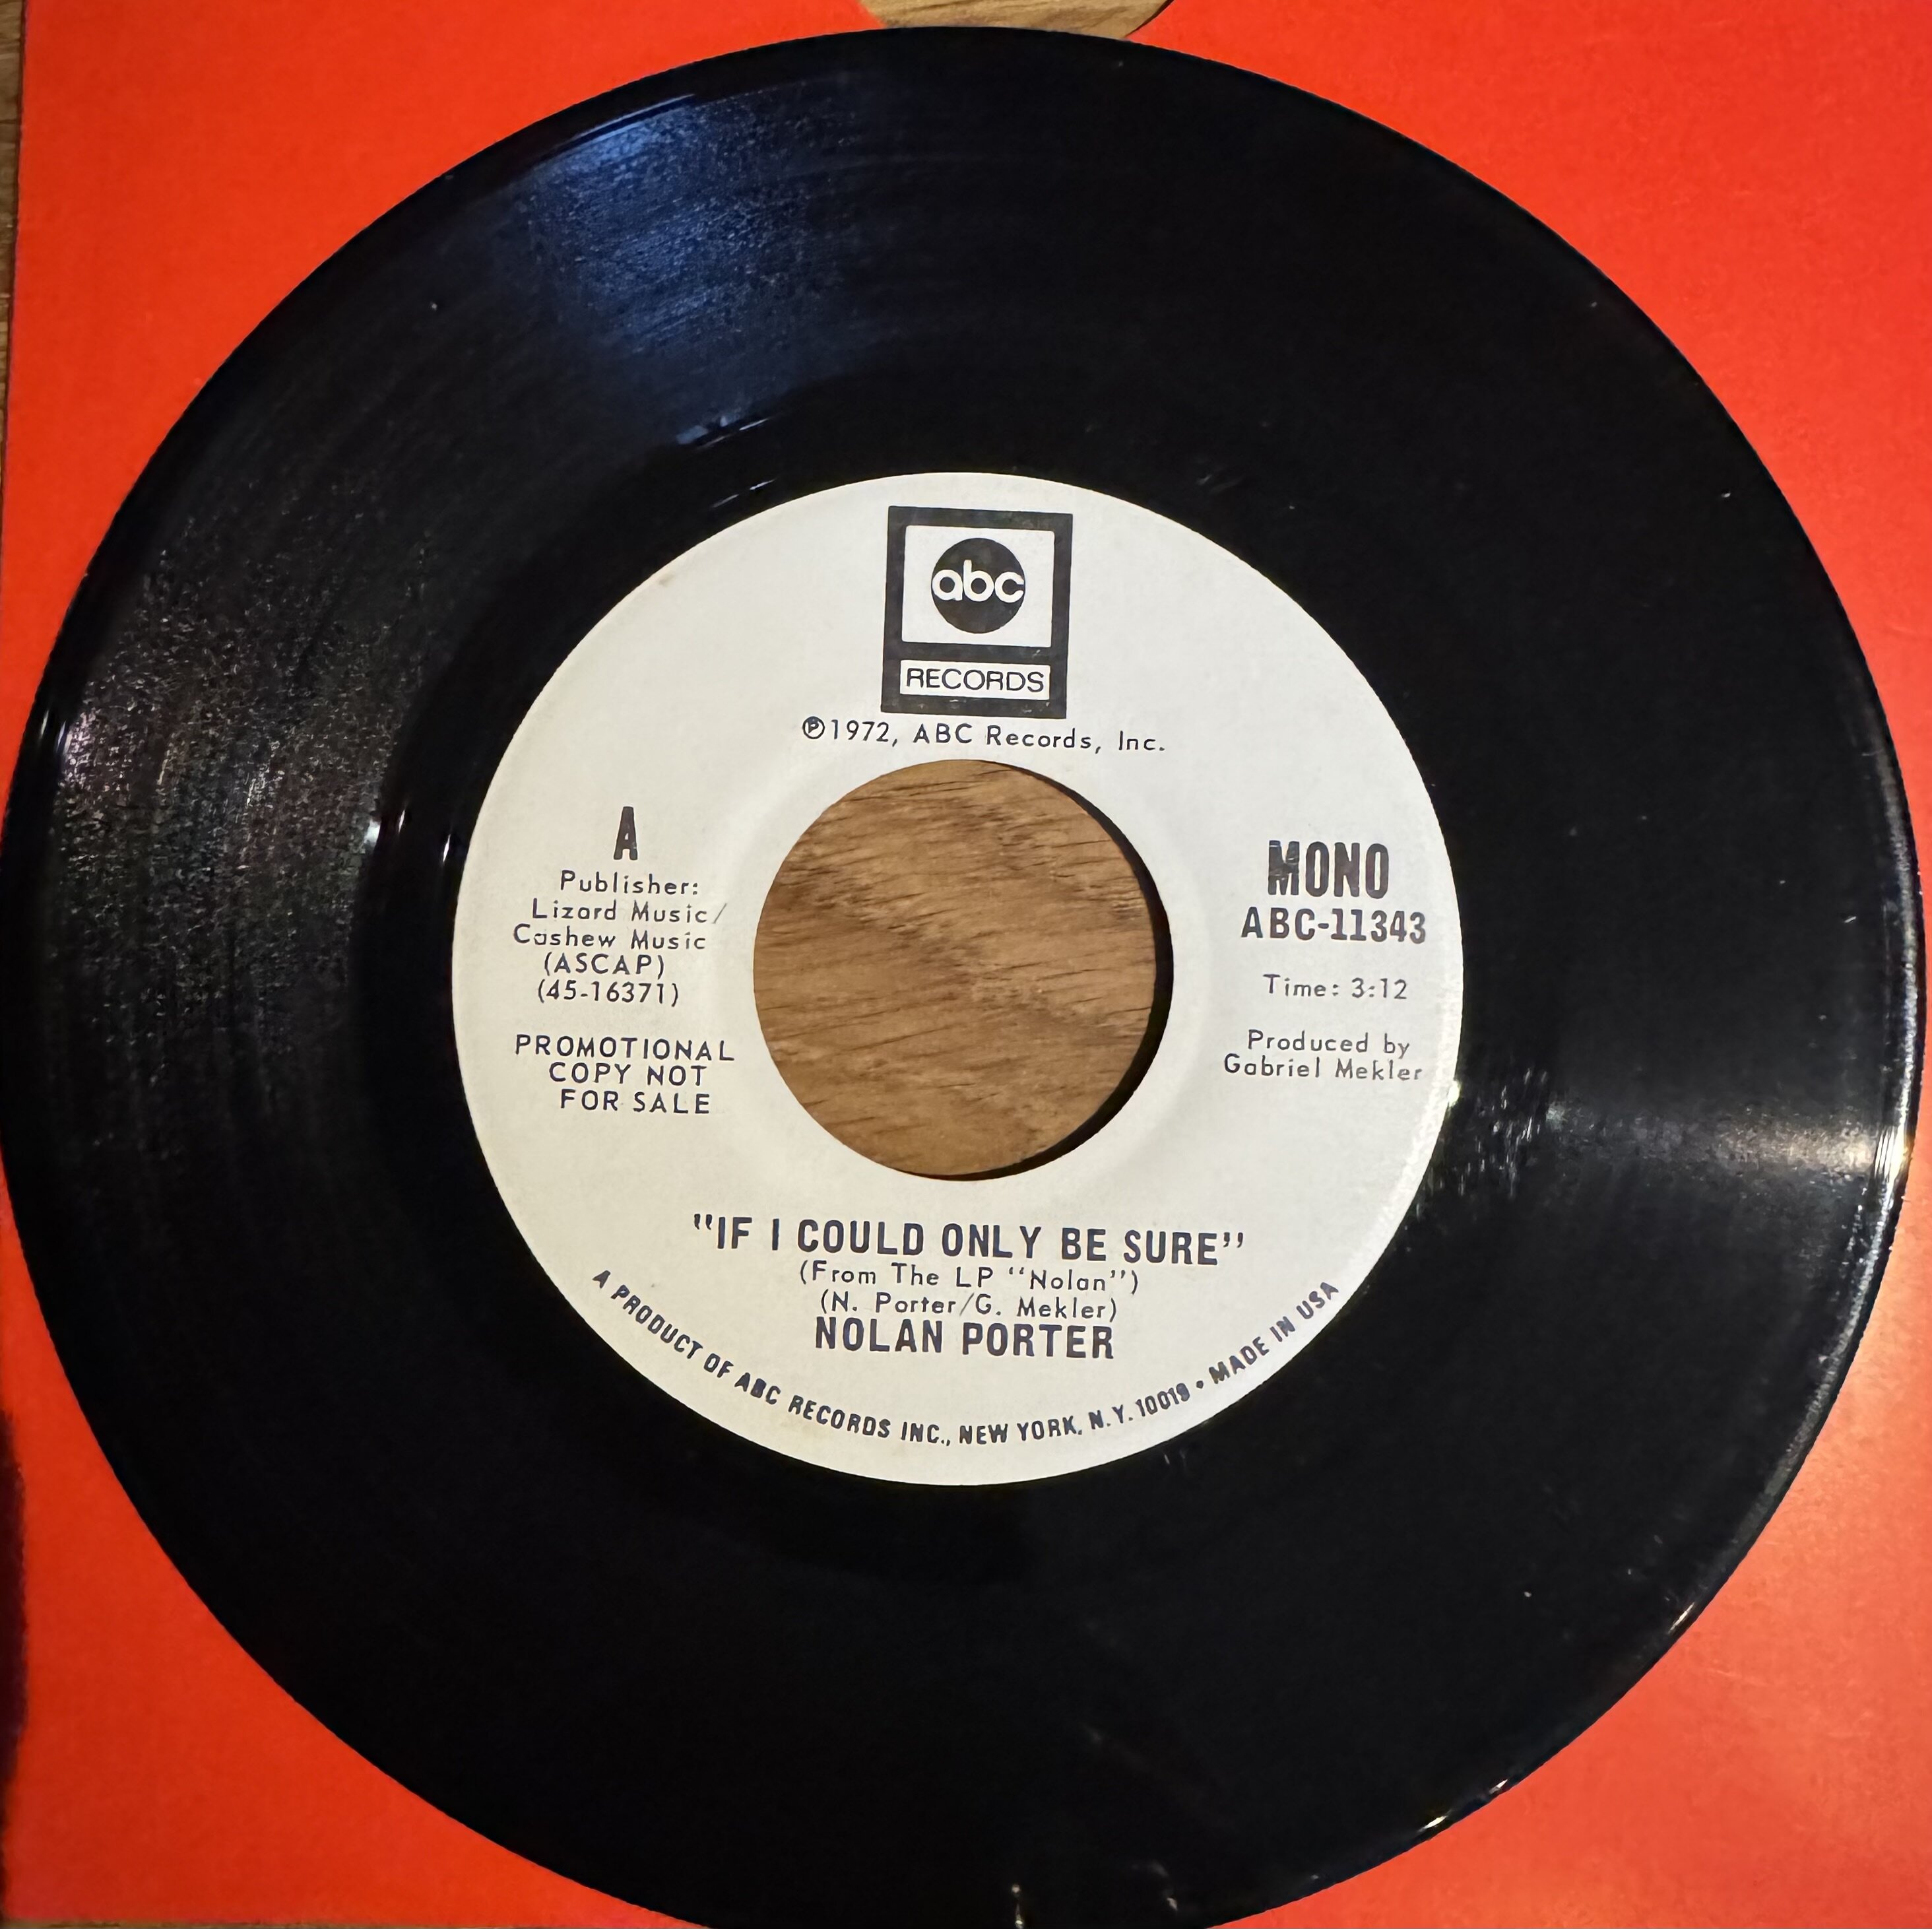 abc
RECORDS
℗1972, ABC Records, Inc.
A
Publisher:
Lizard Music/
Cashew Music
(ASCAP)
(45-16371)
PROMOTIONAL
COPY NOT
FOR SALE
MONO
ABC-11343
Time: 3:12
Produced by
Gabriel Mekler
"IF I COULD ONLY BE SURE"
(From The LP "Nolan")
(N. Porter/G. Mekler)
NOLAN PORTER
A PRODUCT OF ABC RECORDS INC., NEW YORK, N.Y. 10019 • MADE IN USA